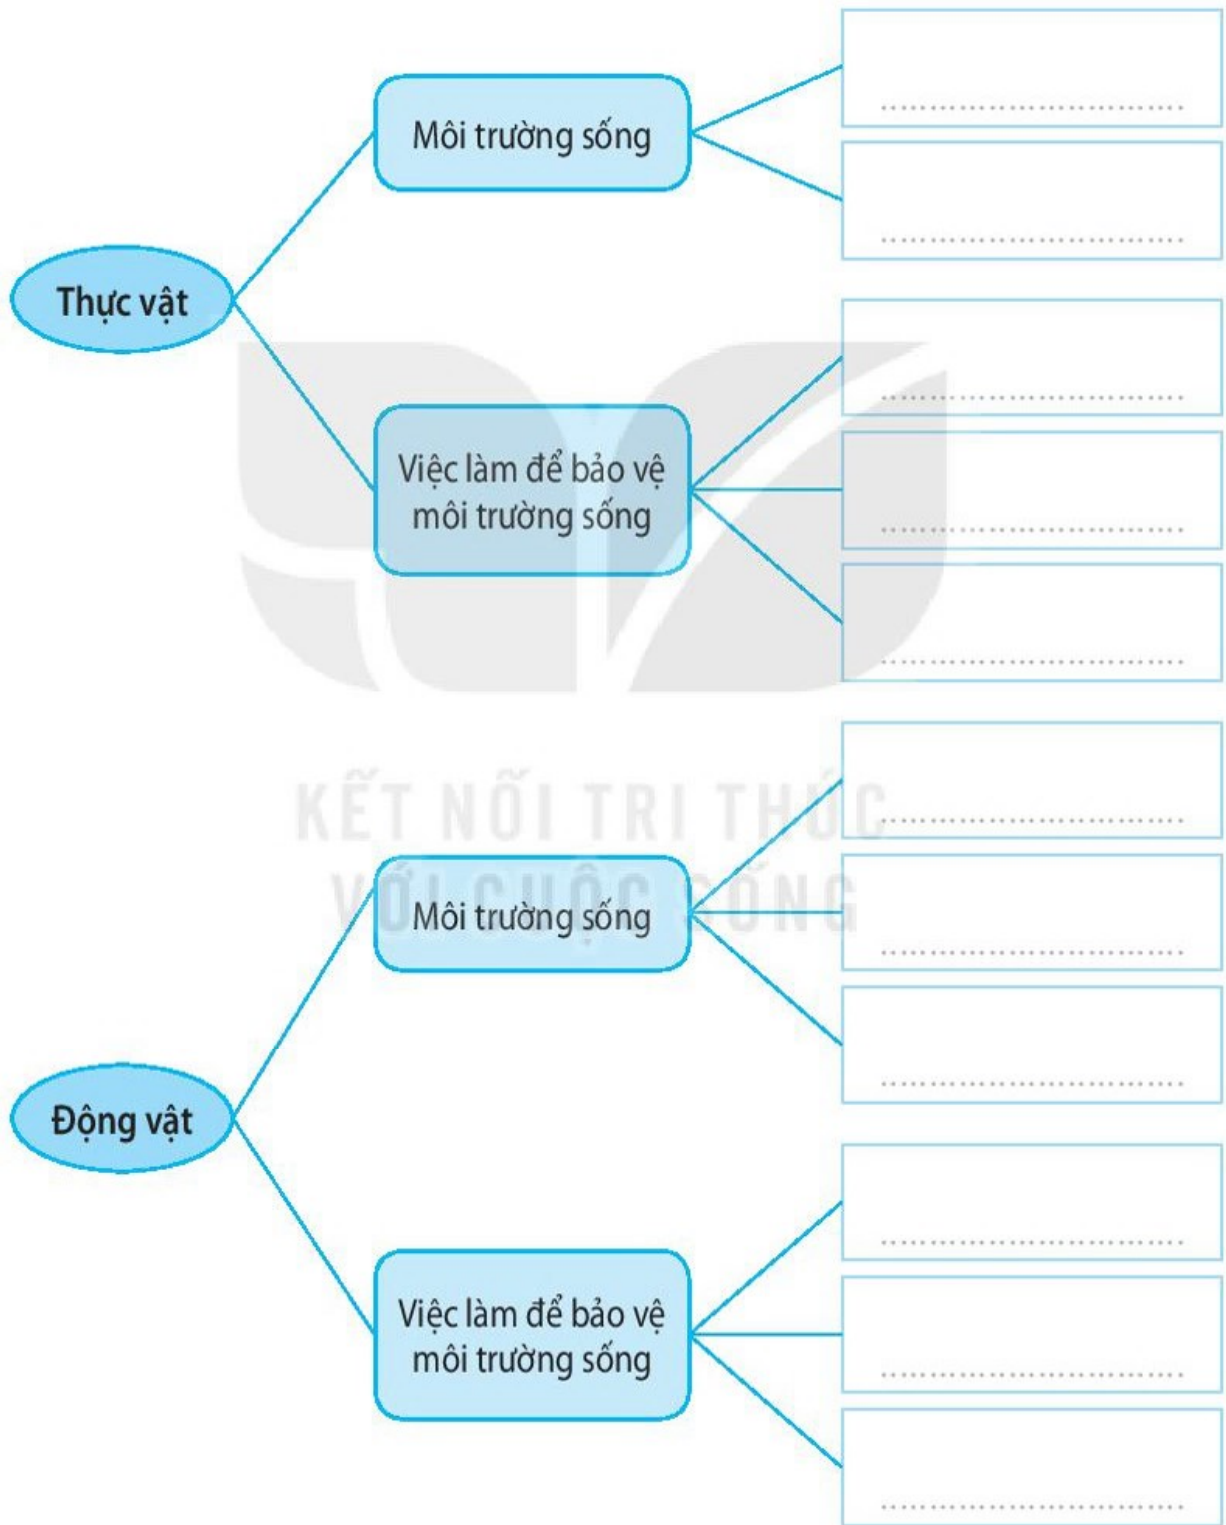 Môi trường sống
Thực vật
Việc làm để bảo vệ
môi trường sống
KẾT NỐI TRI THỨC
VỚI CUỘC SỐNG
Môi trường sống
Động vật
Việc làm để bảo vệ
môi trường sống